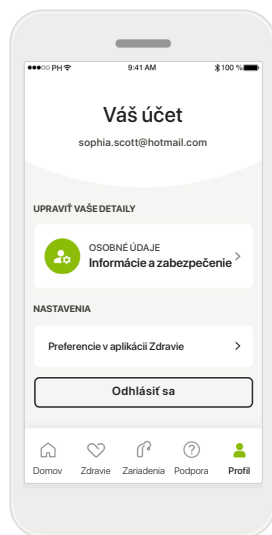 ●●●○○ PH 9:41 AM 100 %
Váš účet
sophia.scott@hotmail.com
UPRAVIŤ VAŠE DETAILY
OSOBNÉ ÚDAJE
Informácie a zabezpečenie
NASTAVENIA
Preferencie v aplikácii Zdravie
Odhlásiť sa
Domov Zdravie Zariadenia Podpora Profil